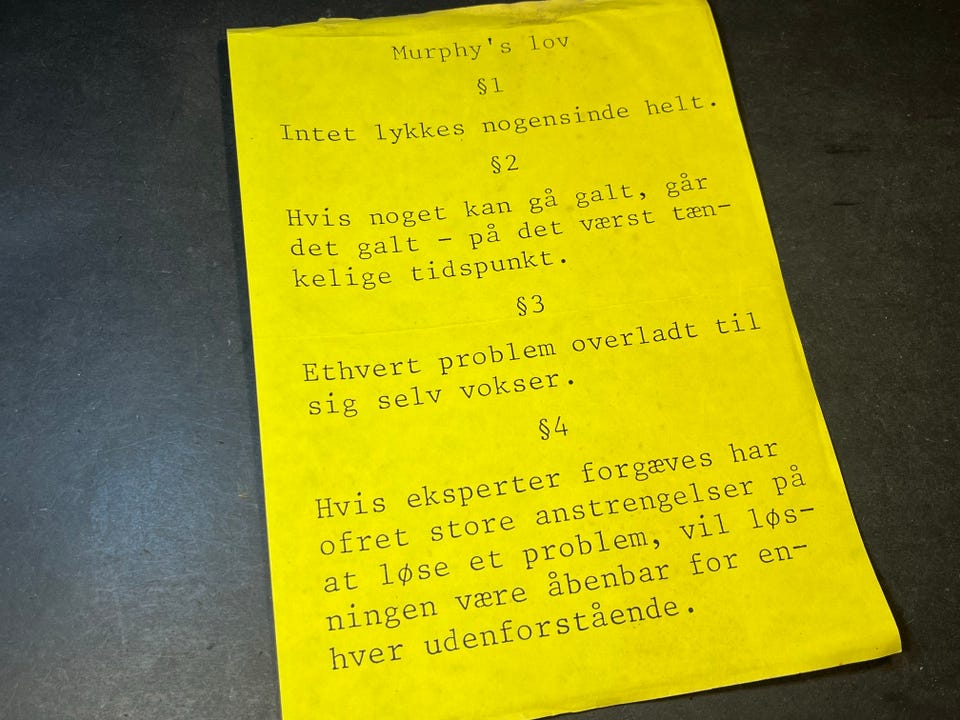 Murphy's lov
§1
Intet lykkes nogensinde helt.
§2
Hvis noget kan gå galt, går
det galt - på det værst tæn-
kelige tidspunkt.
§3
Ethvert problem overladt til
sig selv vokser.
§4
Hvis eksperter forgæves har
ofret store anstrengelser på
at løse et problem, vil løs-
ningen være åbenbar for en-
hver udenforstående.